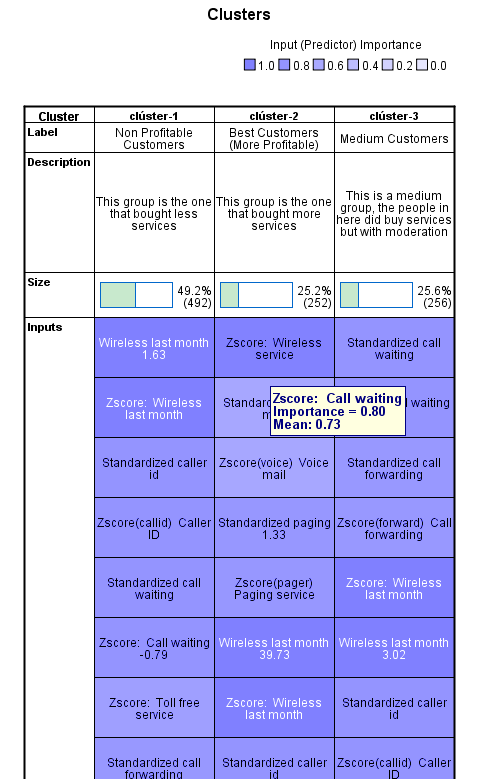 Clusters
Input (Predictor) Importance
1.0 0.8 0.6 0.4 0.2 0.0
Cluster clúster-1 clúster-2 clúster-3
Label
Non Profitable
Customers
Best Customers
(More Profitable)
Medium Customers
Description
This group is the one
that bought less
services
This group is the one
that bought more
services
This is a medium
group, the people in
here did buy services
but with moderation
Size
49.2%
(492)
25.2%
(252)
25.6%
(256)
Inputs
Wireless last month
1.63
Zscore: Wireless
service
Standardized call
waiting
Zscore: Wireless
last month
Zscore: Call waiting
Importance = 0.80
Mean: 0.73
waiting
Standardized caller
id
Zscore(voice) Voice
mail
Standardized call
forwarding
Zscore(callid) Caller
ID
Standardized paging
1.33
Zscore(forward) Call
forwarding
Standardized call
waiting
Zscore(pager)
Paging service
Zscore: Wireless
last month
Zscore: Call waiting
-0.79
Wireless last month
39.73
Wireless last month
3.02
Zscore: Toll free
service
Zscore: Wireless
last month
Standardized caller
id
Standardized call
forwarding
Standardized caller
id
Zscore(callid) Caller
ID